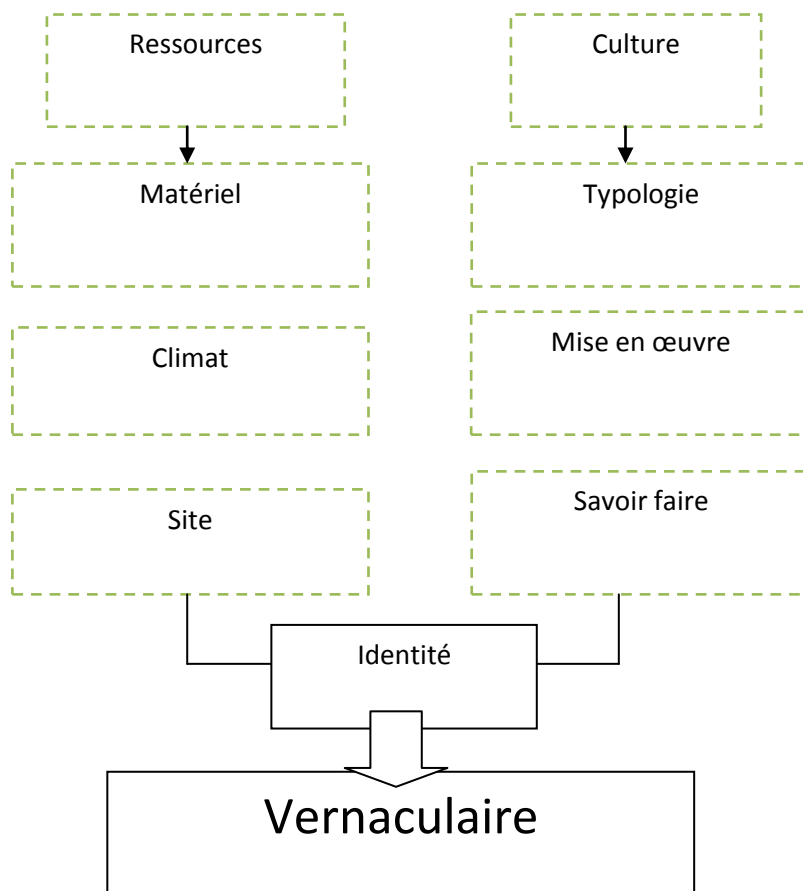 Ressources
Culture
Matériel
Typologie
Climat
Mise en œuvre
Site
Savoir faire
Identité
Vernaculaire